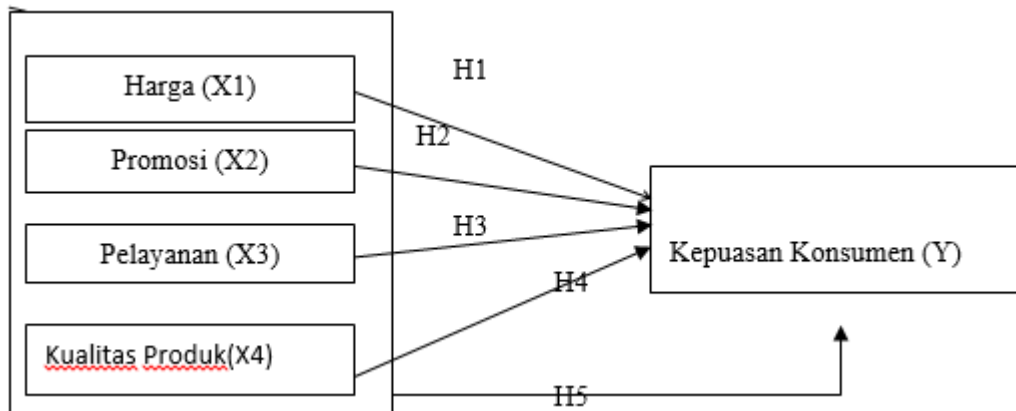 Harga (X1)
H1
H2
Promosi (X2)
Pelayanan (X3)
H3
Kepuasan Konsumen (Y)
H4
Kualitas Produk(X4)
H5